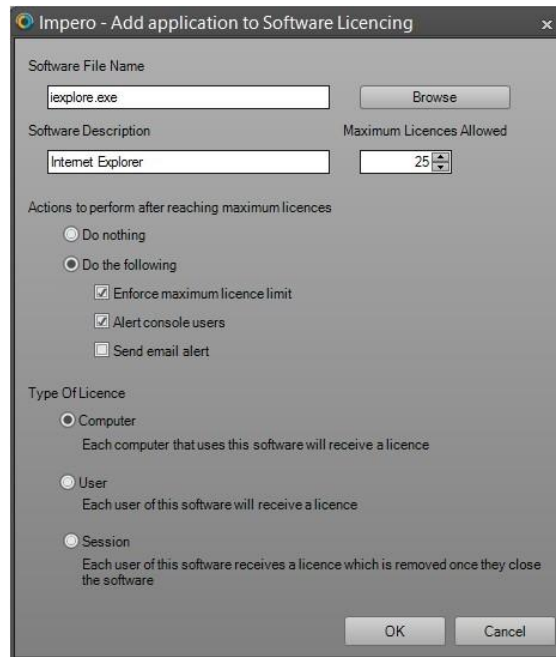 Impero - Add application to Software Licencing
Software File Name
iexplore.exe
Browse
Software Description
Maximum Licences Allowed
Internet Explorer
25
Actions to perform after reaching maximum licences
Do nothing
Do the following
Enforce maximum licence limit
Alert console users
Send email alert
Type Of Licence
Computer
Each computer that uses this software will receive a licence
User
Each user of this software will receive a licence
Session
Each user of this software receives a licence which is removed once they close
the software
OK
Cancel